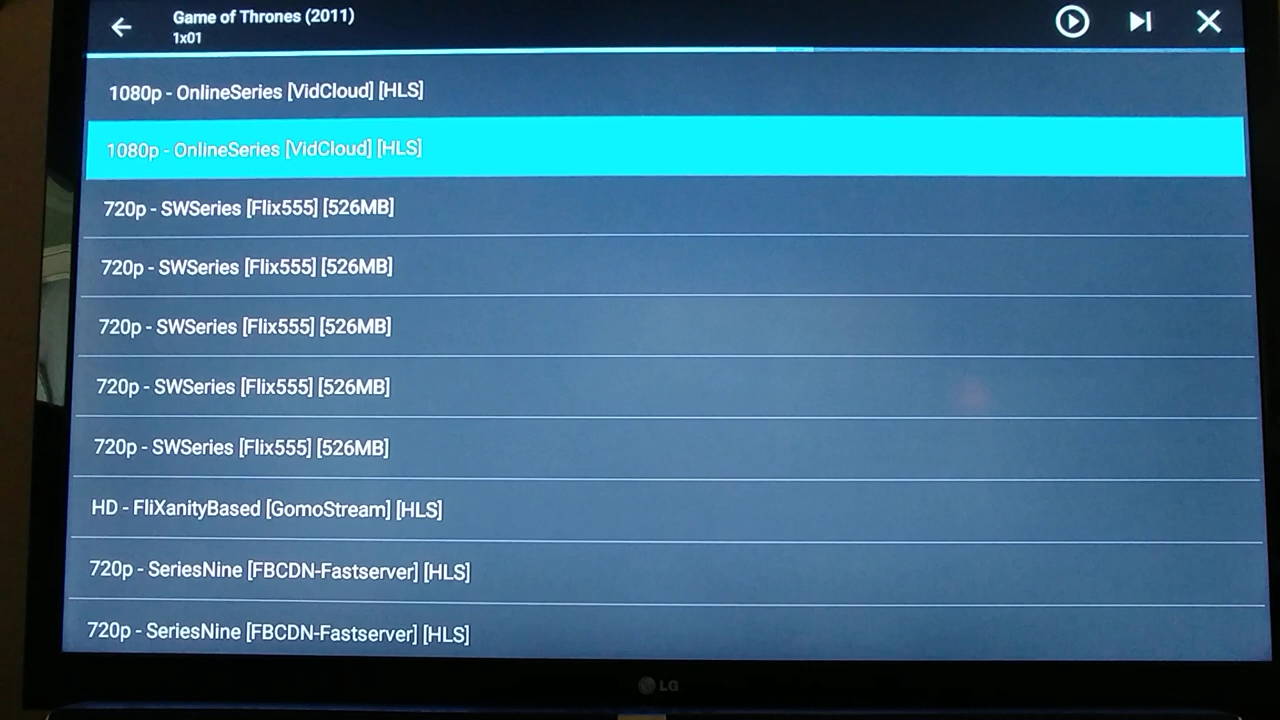 Game of Thrones (2011)
1x01
1080p - OnlineSeries [VidCloud] [HLS]
1080p - OnlineSeries [VidCloud] [HLS]
720p - SWSeries [Flix555] [526MB]
720p - SWSeries [Flix555] [526MB]
720p - SWSeries [Flix555] [526MB]
720p - SWSeries [Flix555] [526MB]
720p - SWSeries [Flix555] [526MB]
HD - FliXanityBased [GomoStream] [HLS]
720p - SeriesNine [FBCDN-Fastserver] [HLS]
720p - SeriesNine [FBCDN-Fastserver] [HLS]
LG